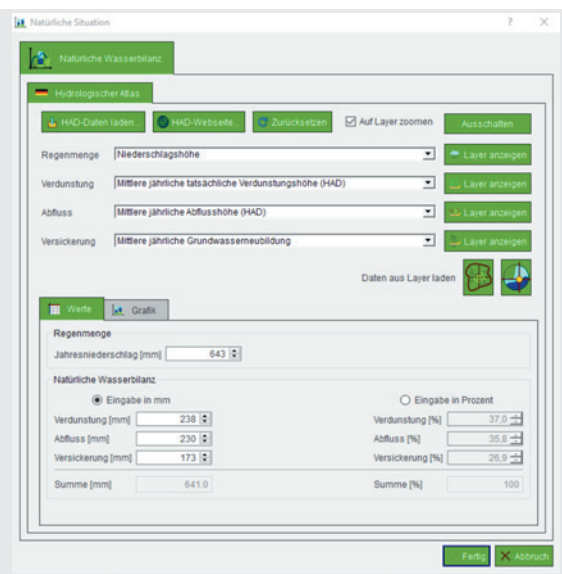 Natürliche Situation ? ×
Natürliche Wasserbilanz
Hydrologischer Atlas
HAD-Daten laden... HAD-Webseite... Zurücksetzen Auf Layer zoomen Ausschalten
Regenmenge Niederschlagshöhe Layer anzeigen
Verdunstung Mittlere jährliche tatsächliche Verdunstungshöhe (HAD) Layer anzeigen
Abfluss Mittlere jährliche Abflusshöhe (HAD) Layer anzeigen
Versickerung Mittlere jährliche Grundwasserneubildung Layer anzeigen
Daten aus Layer laden
Werte Grafik
Regenmenge
Jahresniederschlag [mm] 643
Natürliche Wasserbilanz
Eingabe in mm Eingabe in Prozent
Verdunstung [mm] 238 Verdunstung [%] 37,0
Abfluss [mm] 230 Abfluss [%] 35,8
Versickerung [mm] 173 Versickerung [%] 26,9
Summe [mm] 641.0 Summe [%] 100
Fertig Abbruch